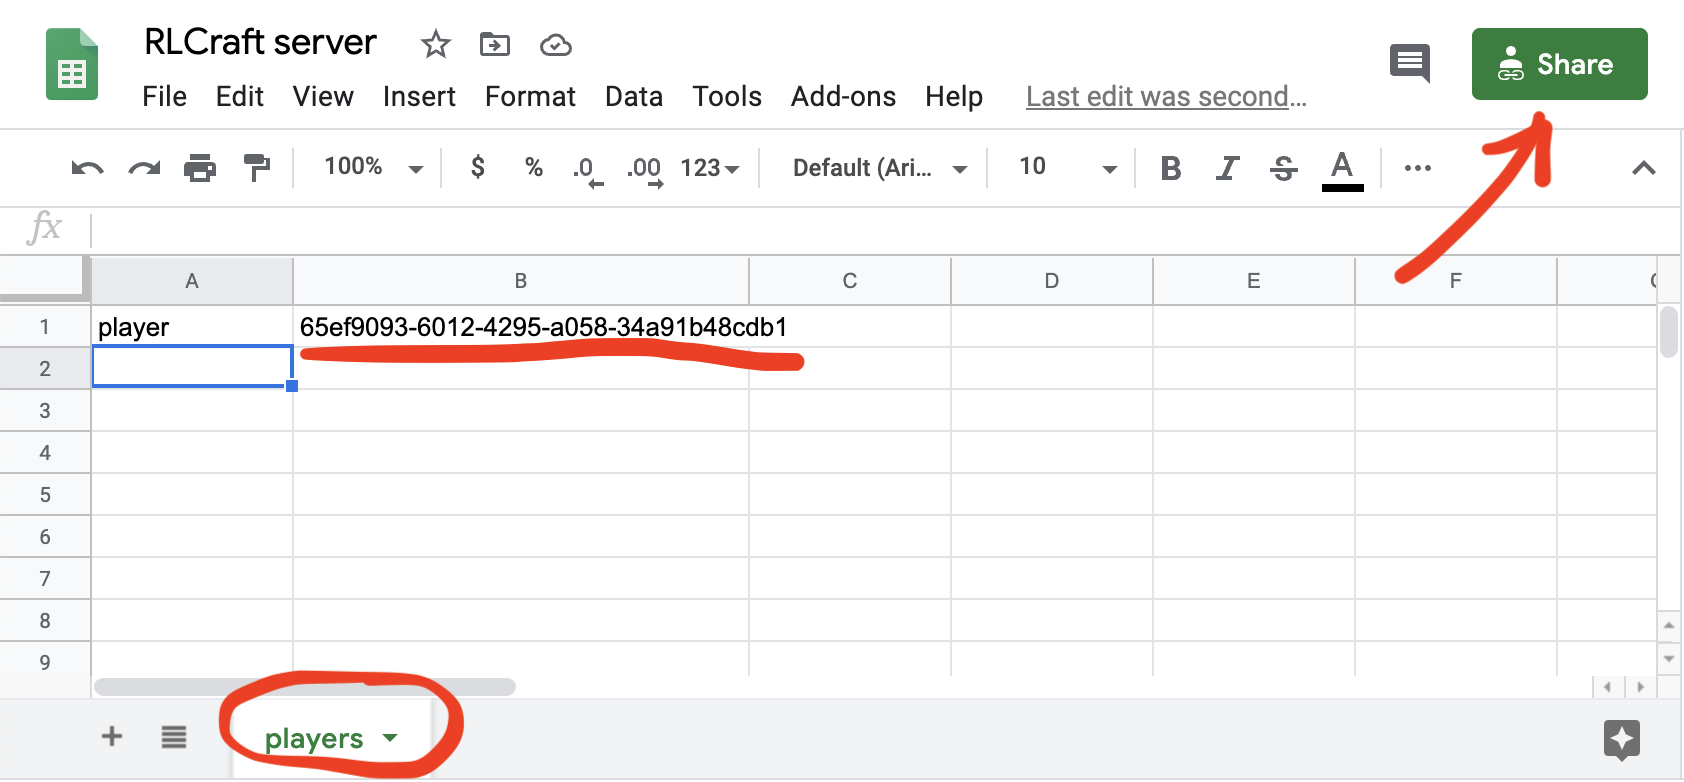 RLCraft server
File Edit View Insert Format Data Tools Add-ons Help Last edit was second...
Share
100% $ % .0 .00 123 Default (Ari... 10 B I S A
fx
A B C D E F
1 player 65ef9093-6012-4295-a058-34a91b48cdb1
2
3
4
5
6
7
8
9
players